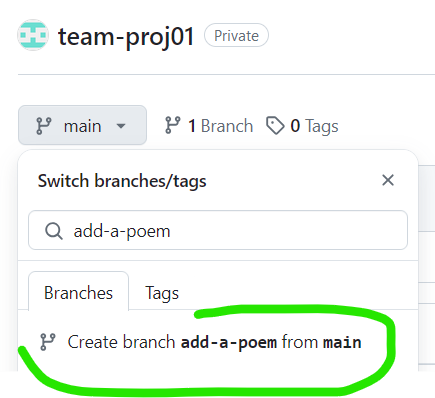 team-proj01 Private
main 1 Branch 0 Tags
Switch branches/tags
add-a-poem
Branches Tags
Create branch add-a-poem from main